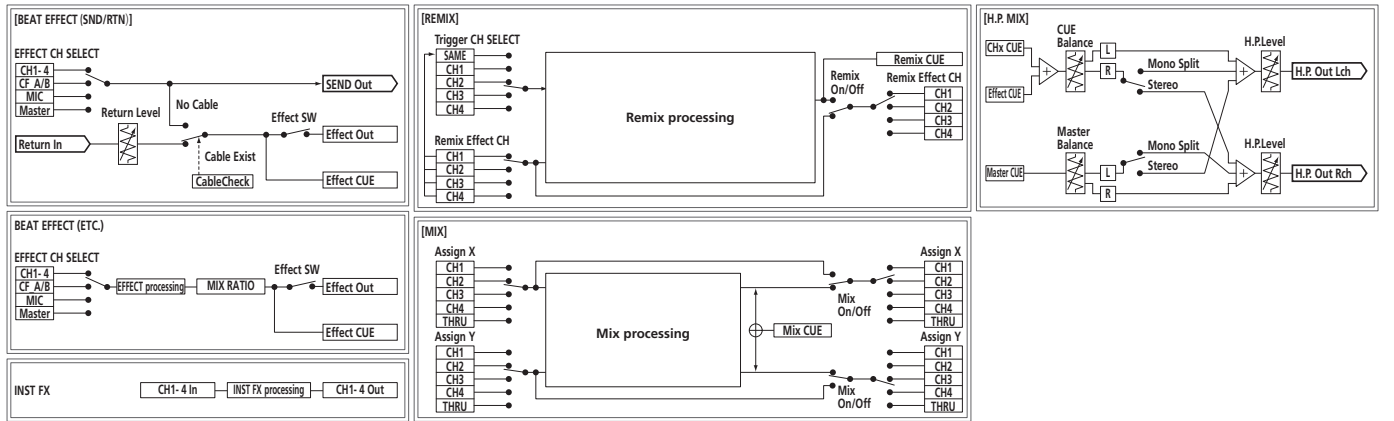 [BEAT EFFECT (SND/RTN)]
EFFECT CH SELECT
CH1- 4
CF_A/B
MIC
Master
SEND Out
No Cable
Return Level
Effect SW
Return In
Effect Out
Cable Exist
CableCheck
Effect CUE
BEAT EFFECT (ETC.)
EFFECT CH SELECT
CH1- 4
CF_A/B
MIC
Master
EFFECT processing
MIX RATIO
Effect SW
Effect Out
Effect CUE
INST FX
CH1- 4 In
INST FX processing
CH1- 4 Out
[REMIX]
Trigger CH SELECT
SAME
CH1
CH2
CH3
CH4
Remix Effect CH
CH1
CH2
CH3
CH4
Remix processing
Remix CUE
Remix
On/Off
Remix Effect CH
CH1
CH2
CH3
CH4
[MIX]
Assign X
CH1
CH2
CH3
CH4
THRU
Assign Y
CH1
CH2
CH3
CH4
THRU
Mix processing
Mix CUE
Mix
On/Off
Mix
On/Off
Assign X
CH1
CH2
CH3
CH4
THRU
Assign Y
CH1
CH2
CH3
CH4
THRU
[H.P. MIX]
CHx CUE
Effect CUE
+
CUE
Balance
L
R
Mono Split
Stereo
+
H.P.Level
H.P. Out Lch
Master CUE
Master
Balance
L
R
Mono Split
Stereo
+
H.P.Level
H.P. Out Rch